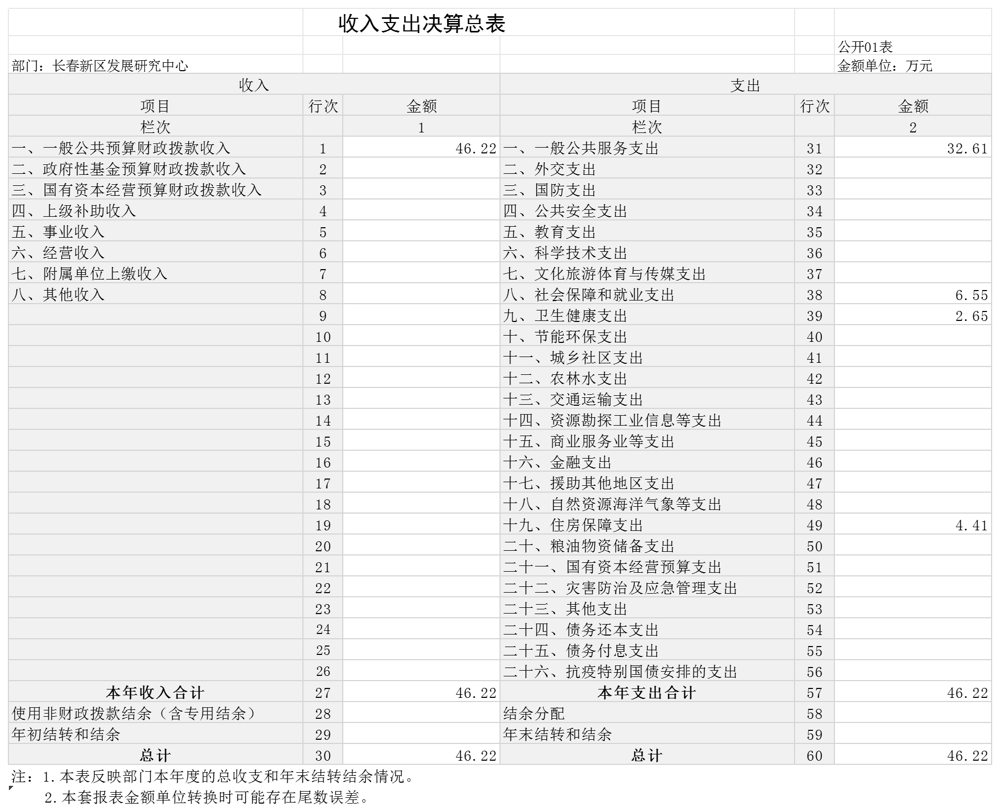 收入支出决算总表
公开01表
部门：长春新区发展研究中心 金额单位：万元
收入 支出
项目 行次 金额 项目 行次 金额
栏次 1 栏次 2
一、一般公共预算财政拨款收入 1 46.22 一、一般公共服务支出 31 32.61
二、政府性基金预算财政拨款收入 2 二、外交支出 32
三、国有资本经营预算财政拨款收入 3 三、国防支出 33
四、上级补助收入 4 四、公共安全支出 34
五、事业收入 5 五、教育支出 35
六、经营收入 6 六、科学技术支出 36
七、附属单位上缴收入 7 七、文化旅游体育与传媒支出 37
八、其他收入 8 八、社会保障和就业支出 38 6.55
9 九、卫生健康支出 39 2.65
10 十、节能环保支出 40
11 十一、城乡社区支出 41
12 十二、农林水支出 42
13 十三、交通运输支出 43
14 十四、资源勘探工业信息等支出 44
15 十五、商业服务业等支出 45
16 十六、金融支出 46
17 十七、援助其他地区支出 47
18 十八、自然资源海洋气象等支出 48
19 十九、住房保障支出 49 4.41
20 二十、粮油物资储备支出 50
21 二十一、国有资本经营预算支出 51
22 二十二、灾害防治及应急管理支出 52
23 二十三、其他支出 53
24 二十四、债务还本支出 54
25 二十五、债务付息支出 55
26 二十六、抗疫特别国债安排的支出 56
本年收入合计 27 46.22 本年支出合计 57 46.22
使用非财政拨款结余（含专用结余） 28 结余分配 58
年初结转和结余 29 年末结转和结余 59
总计 30 46.22 总计 60 46.22
注：1.本表反映部门本年度的总收支和年末结转结余情况。
2.本套报表金额单位转换时可能存在尾数误差。